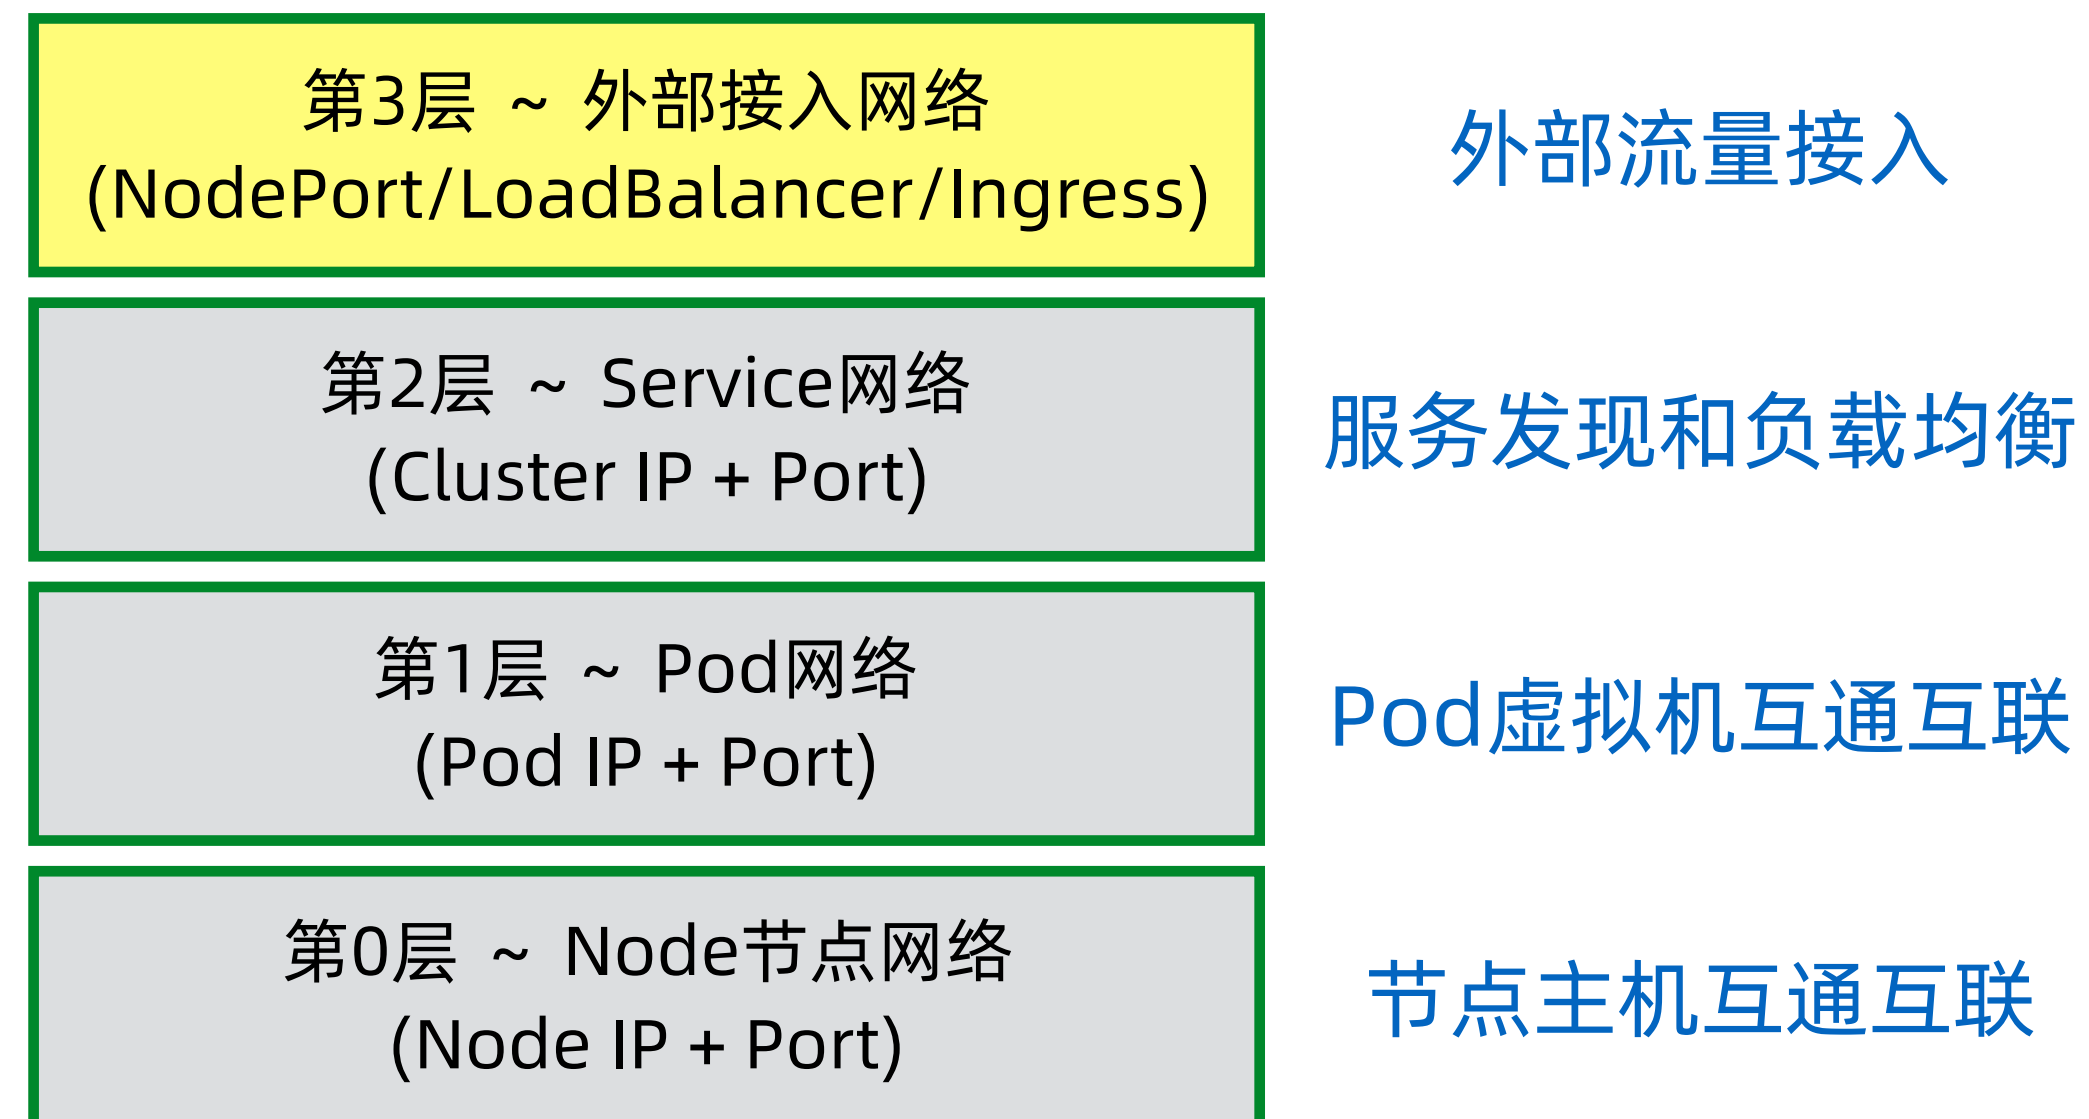 第3层 ~ 外部接入网络
(NodePort/LoadBalancer/Ingress)
外部流量接入
第2层 ~ Service网络
(Cluster IP + Port)
服务发现和负载均衡
第1层 ~ Pod网络
(Pod IP + Port)
Pod虚拟机互通互联
第0层 ~ Node节点网络
(Node IP + Port)
节点主机互通互联